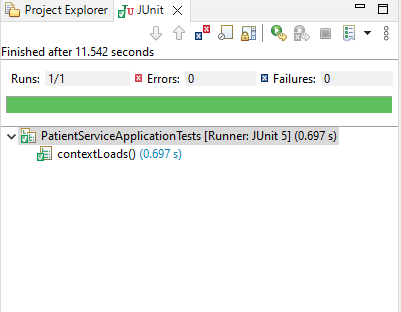 Project Explorer JUnit
Finished after 11.542 seconds
Runs: 1/1 Errors: 0 Failures: 0
PatientServiceApplicationTests [Runner: JUnit 5] (0.697 s)
contextLoads() (0.697 s)